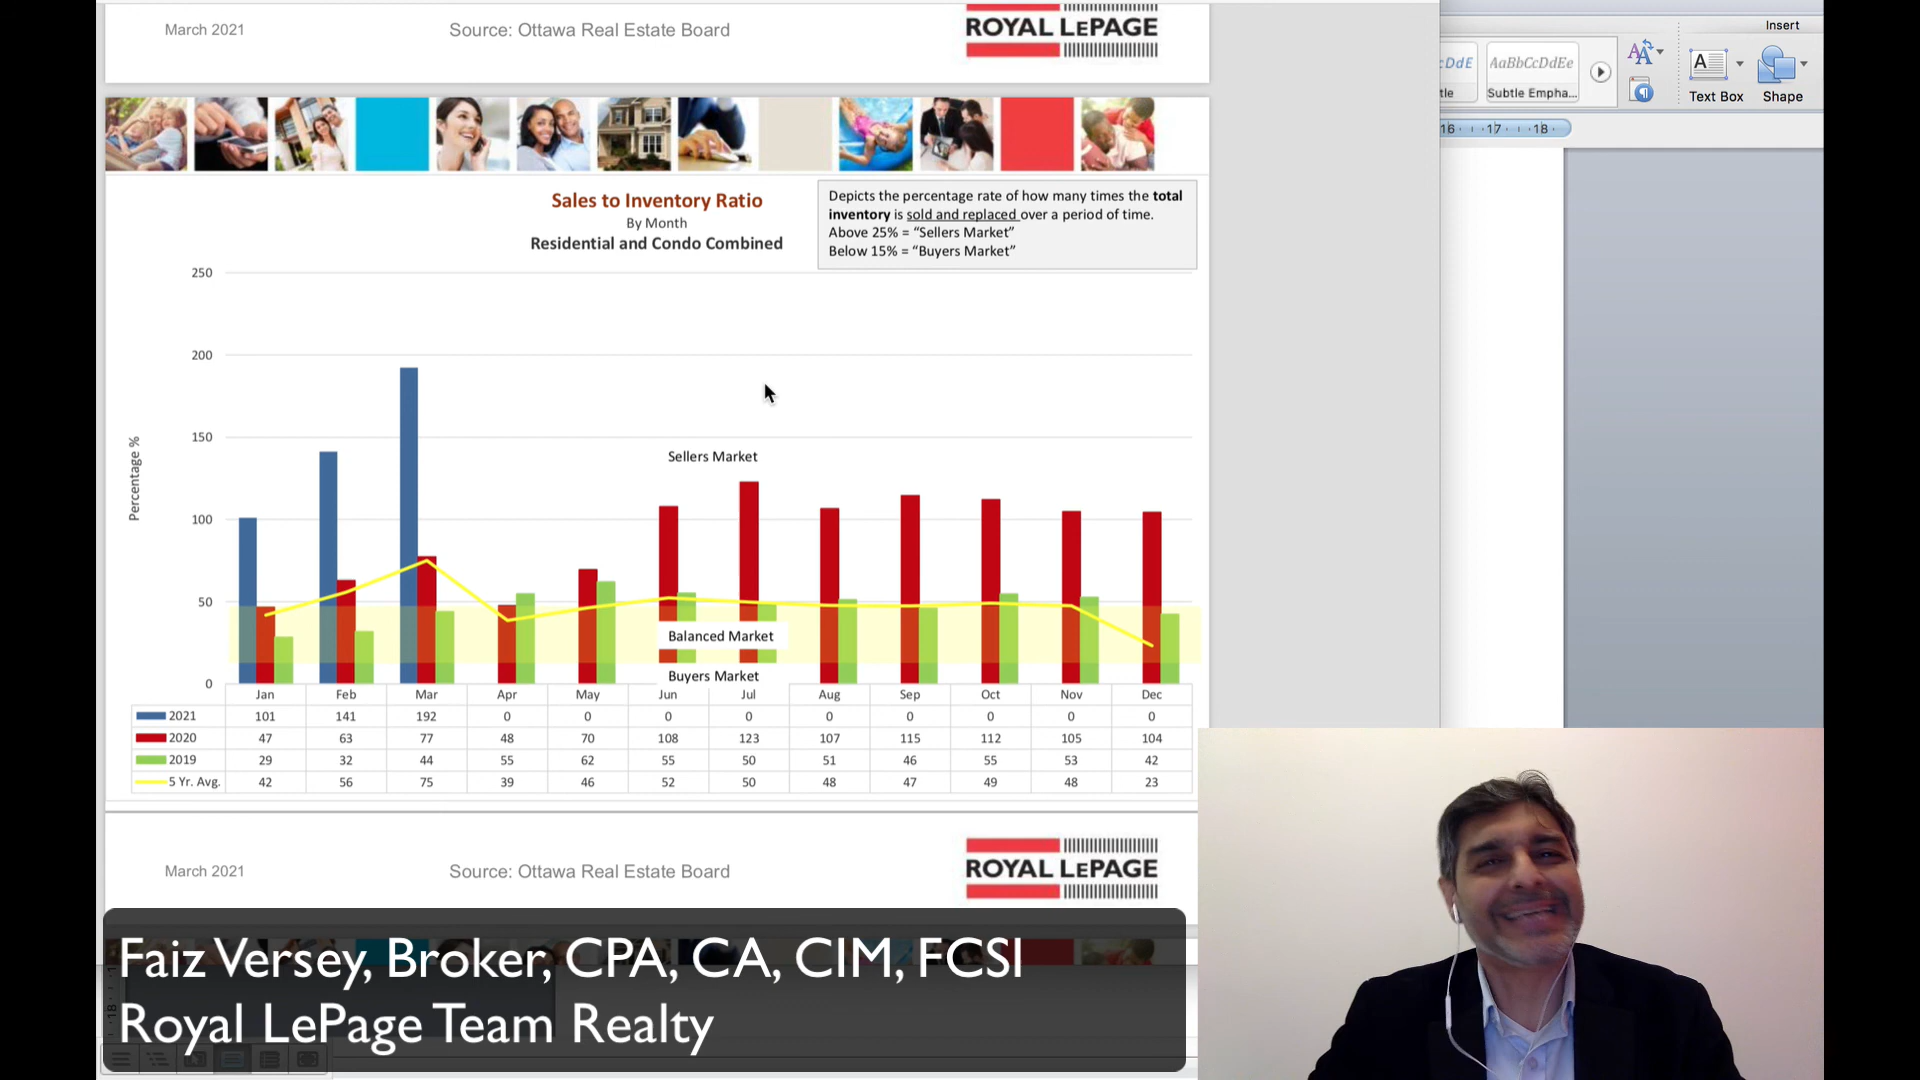 March 2021
Source: Ottawa Real Estate Board
ROYAL LEPAGE
Insert
cDdE
AaBbCcDdEe
tle
Subtle Empha...
A
Text Box
Shape
16 17 18
Sales to Inventory Ratio
By Month
Residential and Condo Combined
Depicts the percentage rate of how many times the total
inventory is sold and replaced over a period of time.
Above 25% = “Sellers Market”
Below 15% = “Buyers Market”
250
200
150
100
50
0
Percentage %
Sellers Market
Balanced Market
Buyers Market
Jan Feb Mar Apr May Jun Jul Aug Sep Oct Nov Dec
2021 101 141 192 0 0 0 0 0 0 0 0 0
2020 47 63 77 48 70 108 123 107 115 112 105 104
2019 29 32 44 55 62 55 50 51 46 55 53 42
5 Yr. Avg. 42 56 75 39 46 52 50 48 47 49 48 23
March 2021
Source: Ottawa Real Estate Board
ROYAL LEPAGE
Faiz Versey, Broker, CPA, CA, CIM, FCSI
Royal LePage Team Realty